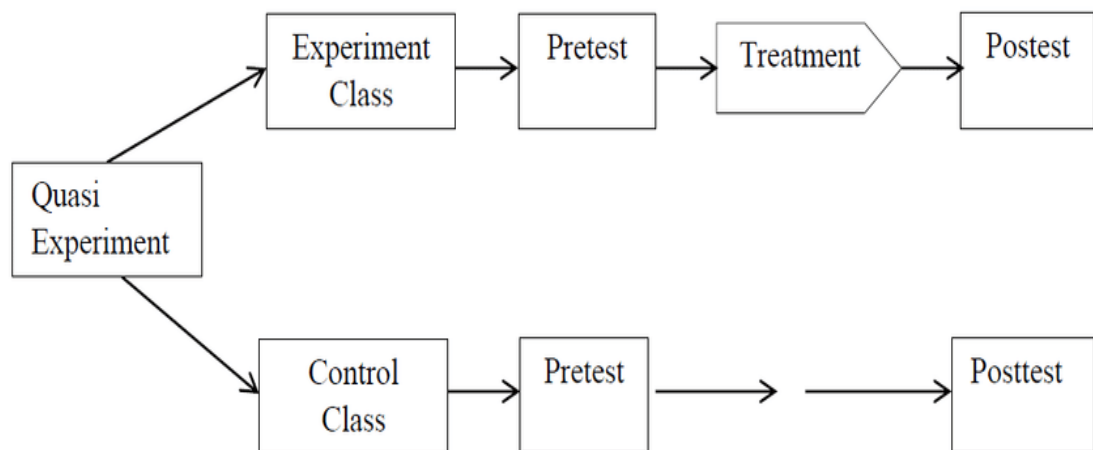 Experiment
Class
Pretest
Treatment
Postest
Quasi
Experiment
Control
Class
Pretest
Posttest